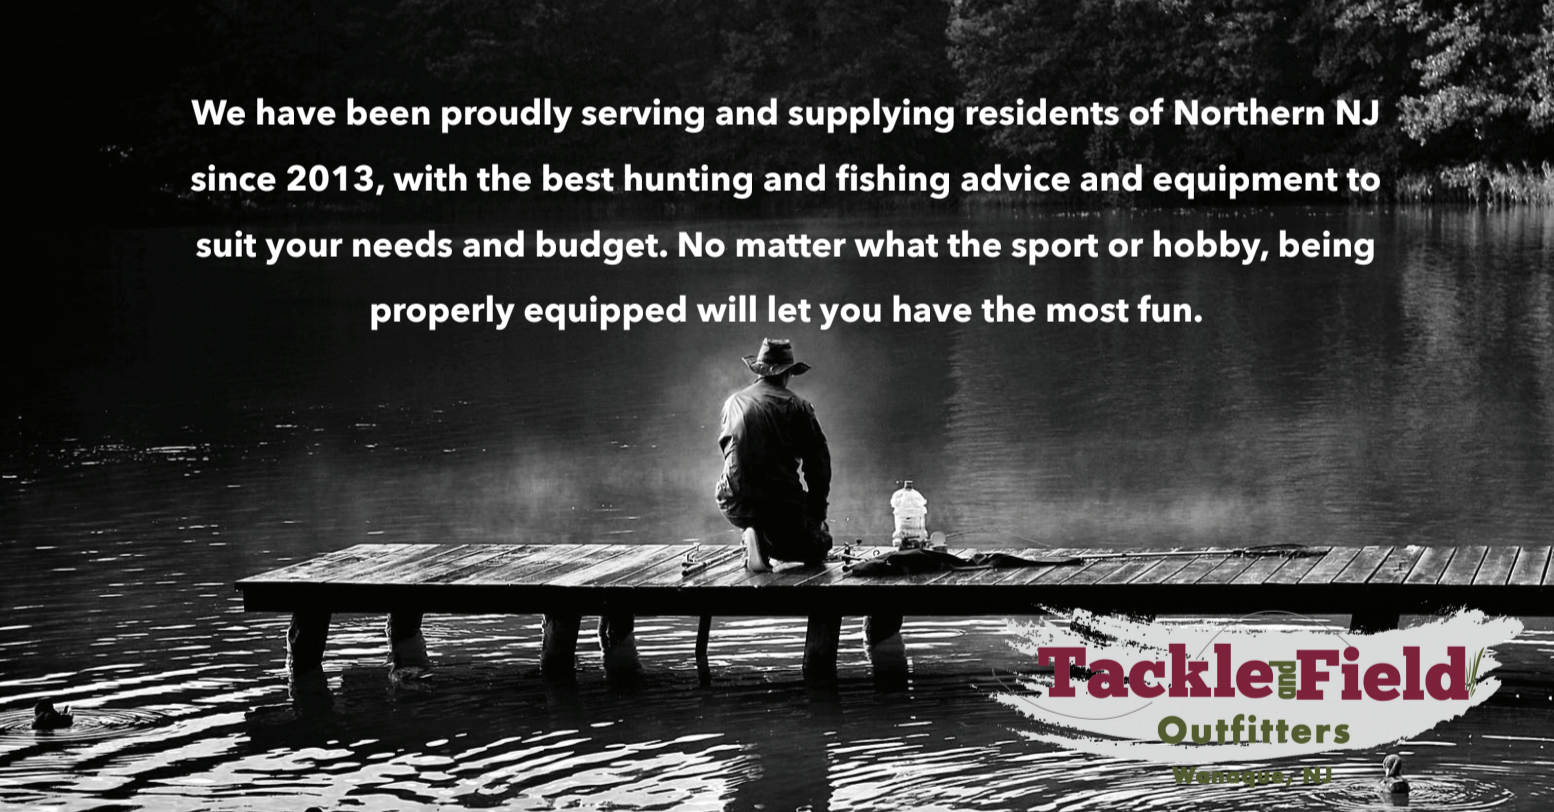 We have been proudly serving and supplying residents of Northern NJ
since 2013, with the best hunting and fishing advice and equipment to
suit your needs and budget. No matter what the sport or hobby, being
properly equipped will let you have the most fun.
Tackle and Field
Outfitters
Wanaque, NJ